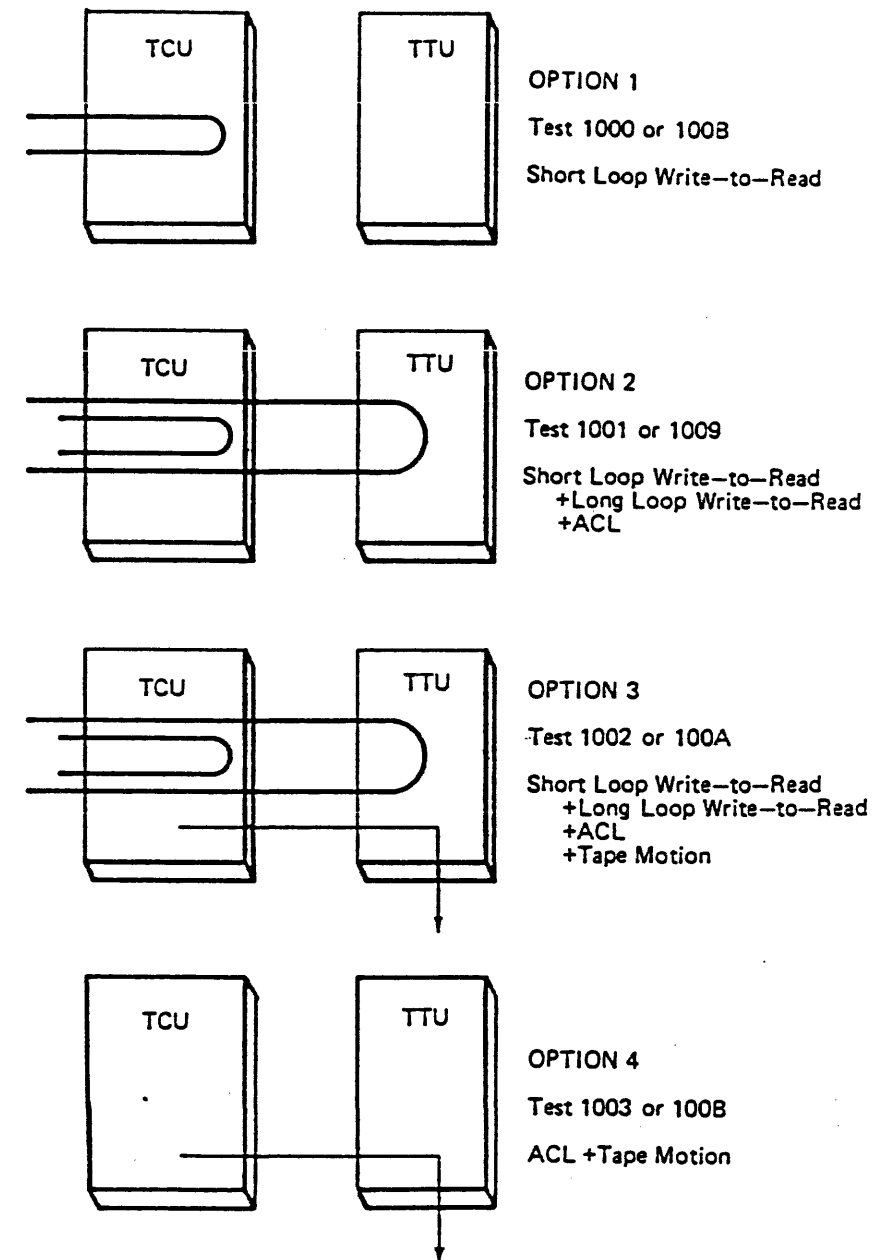 TCU
TTU
OPTION 1
Test 1000 or 1008
Short Loop Write—to—Read
TCU
TTU
OPTION 2
Test 1001 or 1009
Short Loop Write—to—Read
+Long Loop Write—to—Read
+ACL
TCU
TTU
OPTION 3
Test 1002 or 100A
Short Loop Write—to—Read
+Long Loop Write—to—Read
+ACL
+Tape Motion
TCU
TTU
OPTION 4
Test 1003 or 100B
ACL +Tape Motion